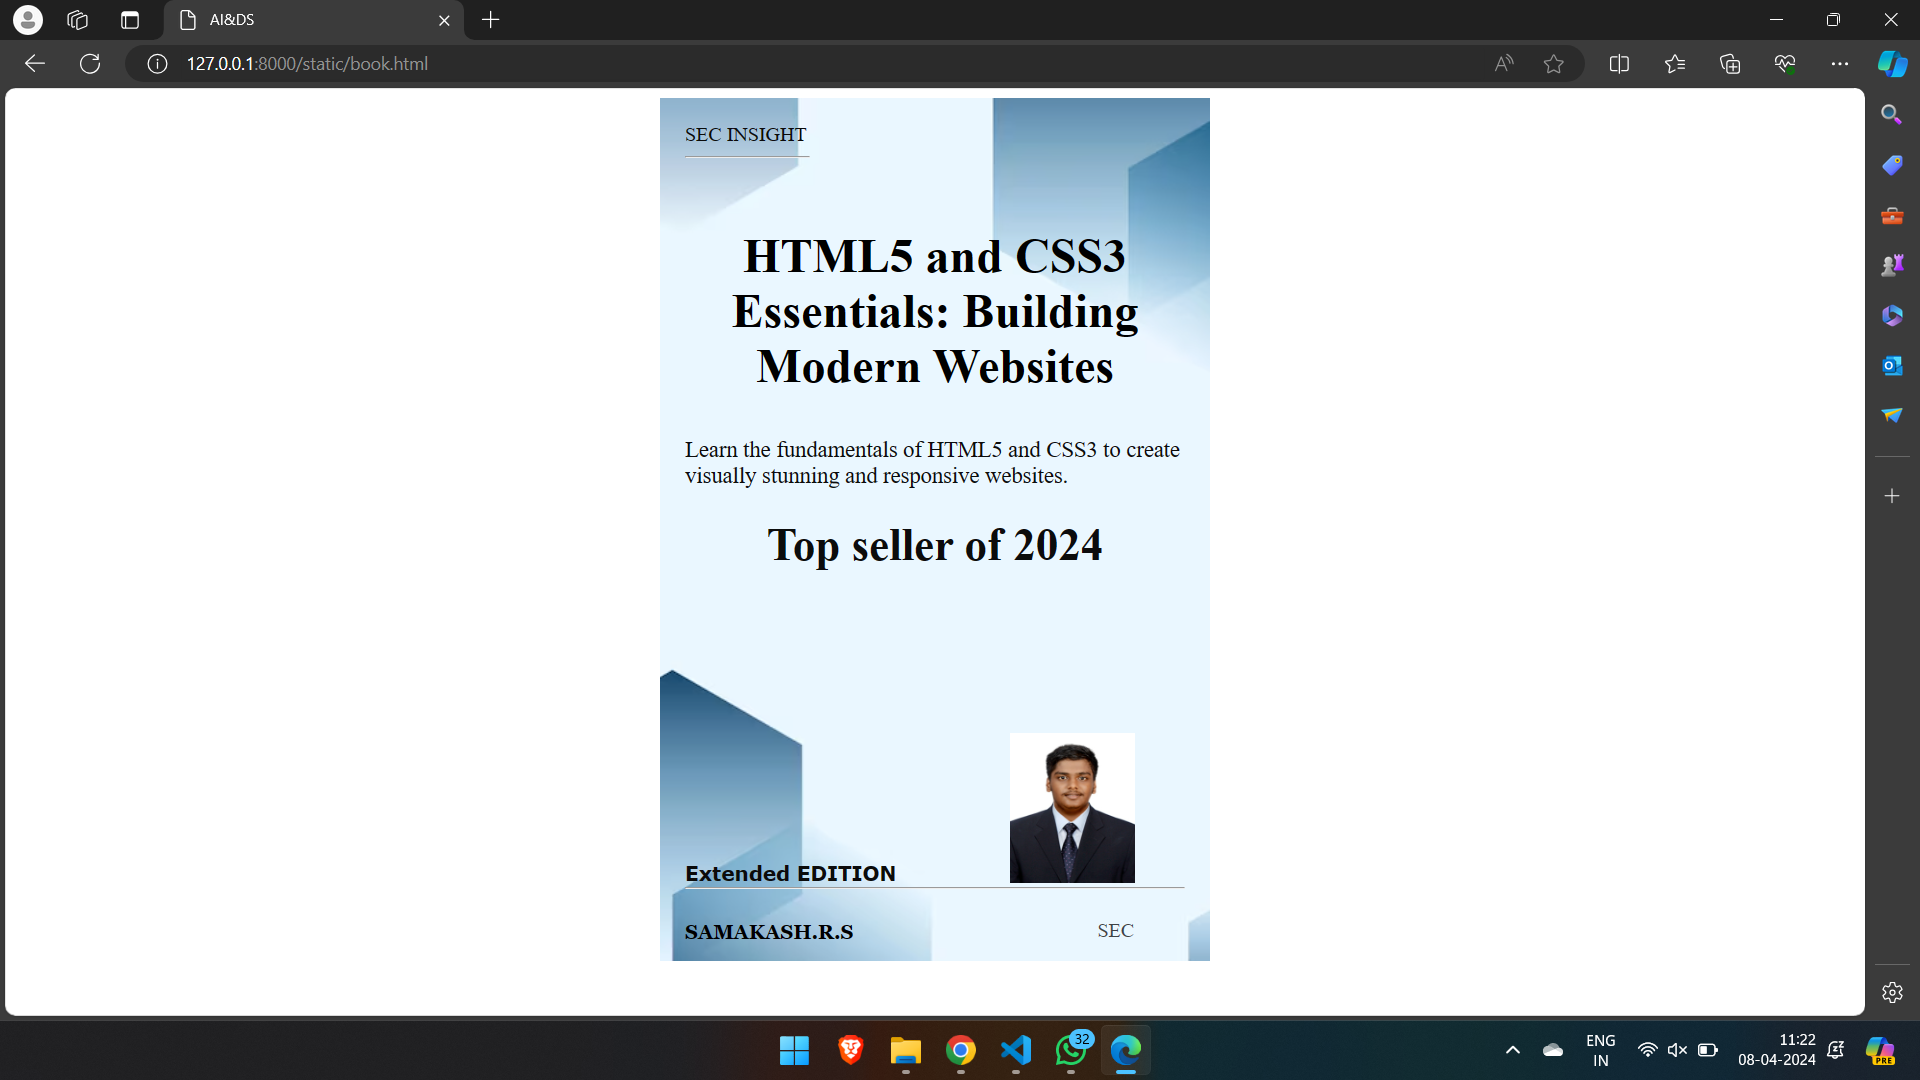 AI&DS
127.0.0.1:8000/static/book.html
SEC INSIGHT
HTML5 and CSS3
Essentials: Building
Modern Websites
Learn the fundamentals of HTML5 and CSS3 to create
visually stunning and responsive websites.
Top seller of 2024
Extended EDITION
SAMAKASH.R.S
SEC
32
ENG
IN
11:22
08-04-2024
PRE